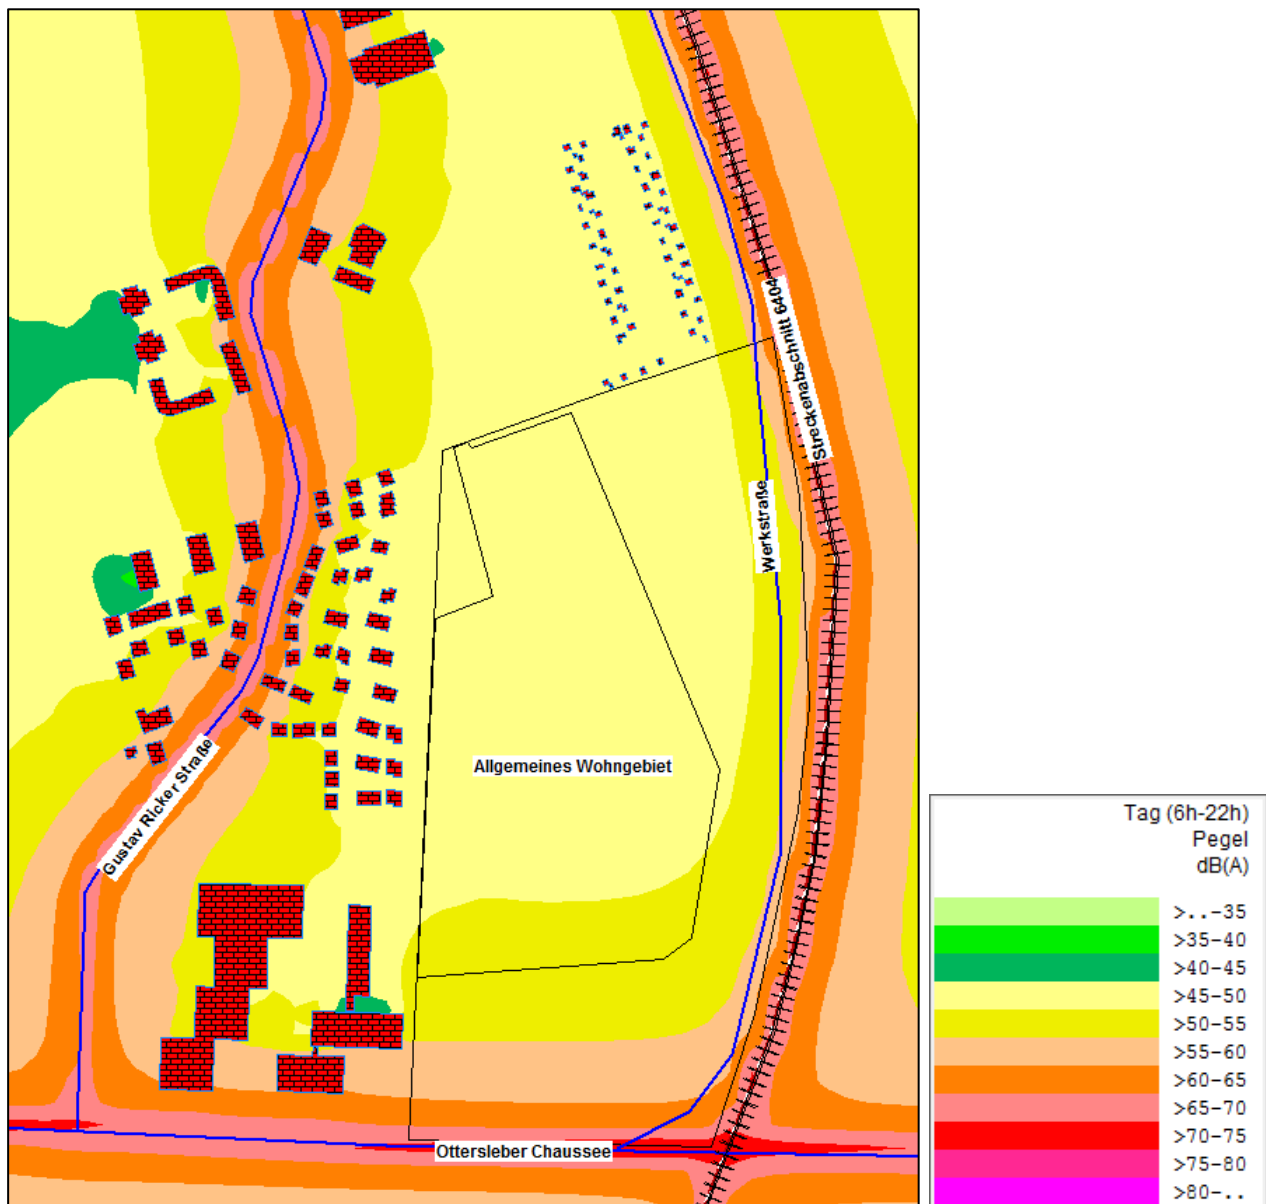 Streckenabschnitt 6404
Werkstraße
Allgemeines Wohngebiet
Gustav Ricker Straße
Ottersleber Chaussee
Tag (6h-22h)
Pegel
dB(A)
>..-35
>35-40
>40-45
>45-50
>50-55
>55-60
>60-65
>65-70
>70-75
>75-80
>80-..